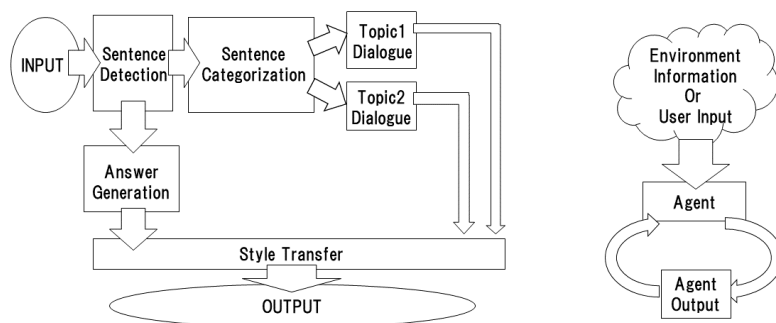 INPUT
Sentence
Detection
Sentence
Categorization
Topic1
Dialogue
Topic2
Dialogue
Answer
Generation
Style Transfer
OUTPUT
Environment
Information
Or
User Input
Agent
Agent
Output